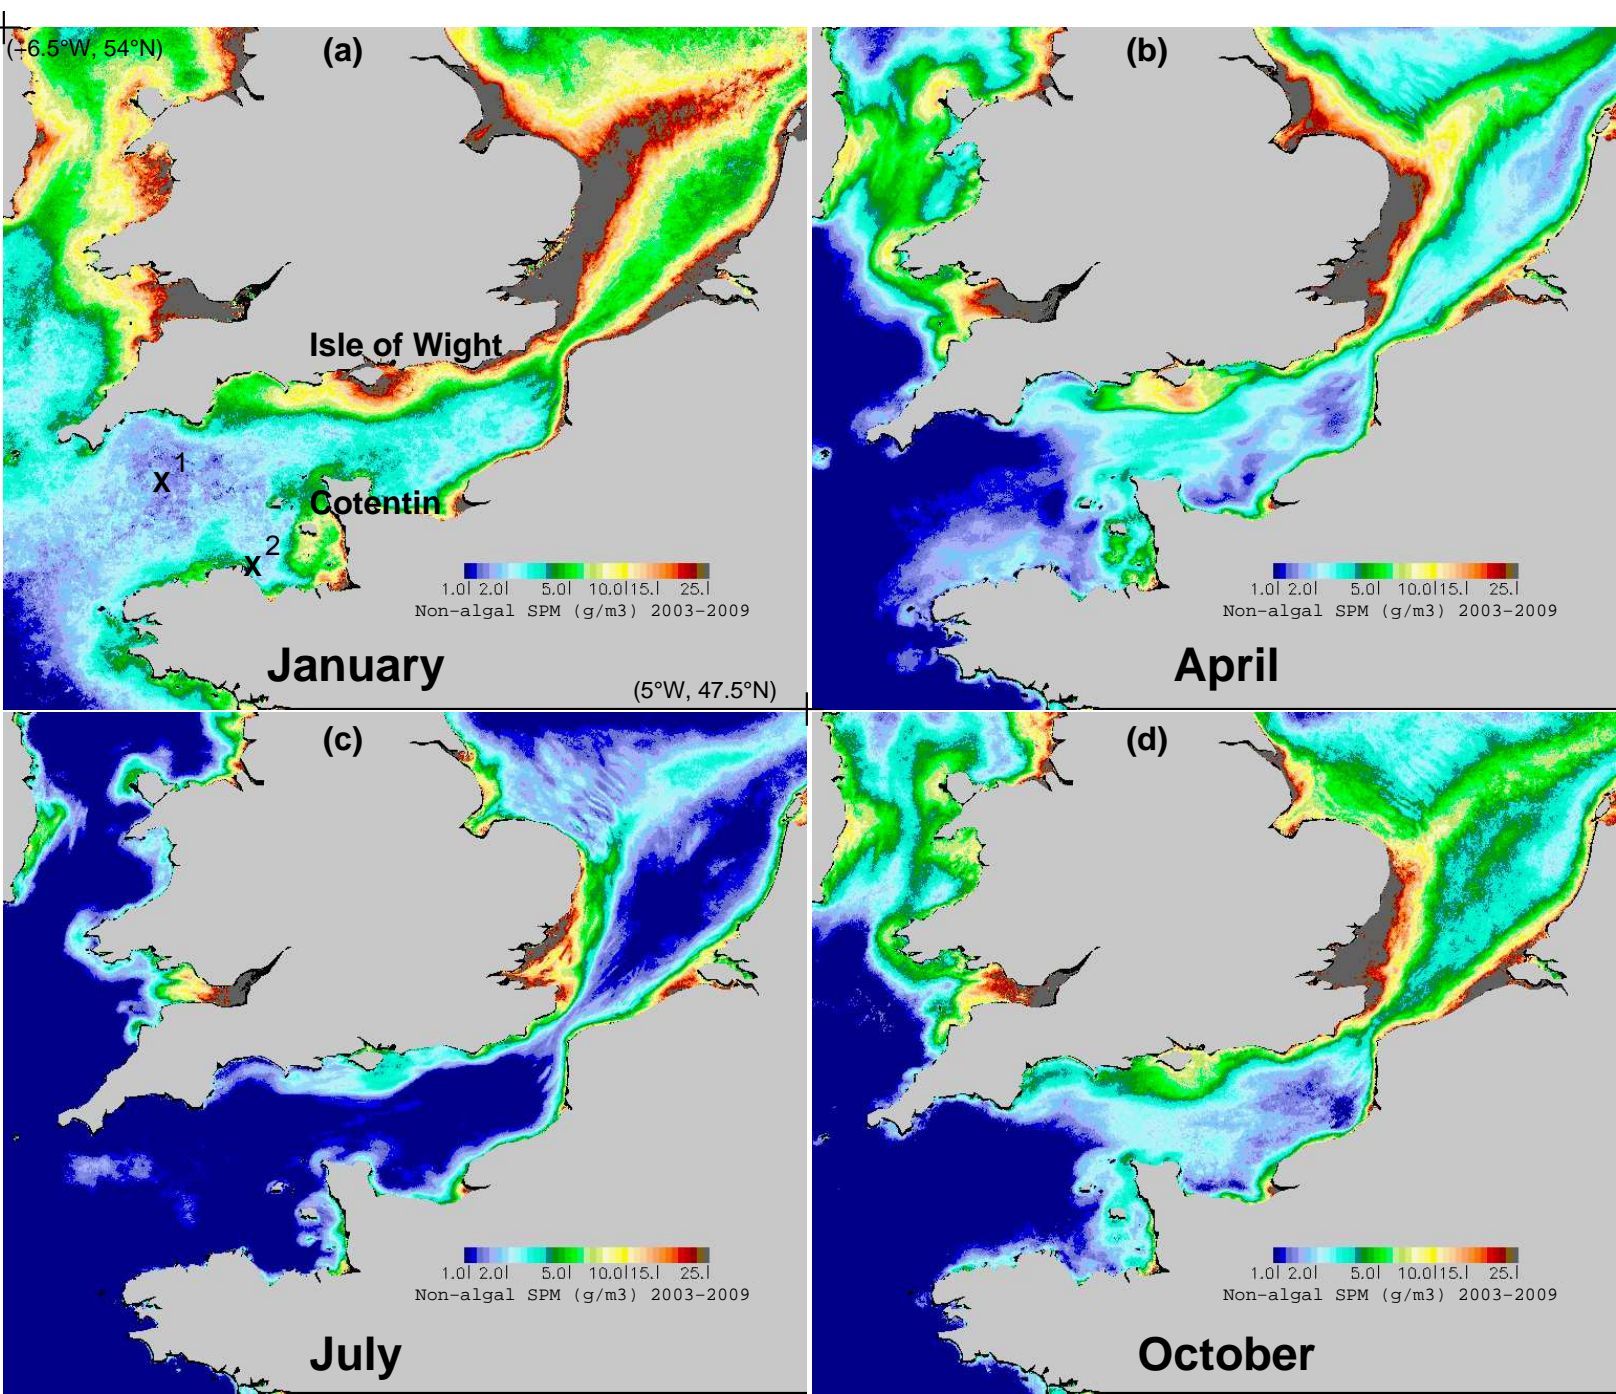 (−6.5°W, 54°N)
(a)
Isle of Wight
1
X
Cotentin
2
X
1.0| 2.0| 5.0| 10.0|15.| 25.|
Non-algal SPM (g/m3) 2003-2009
January
(5°W, 47.5°N)
(b)
1.0| 2.0| 5.0| 10.0|15.| 25.|
Non-algal SPM (g/m3) 2003-2009
April
(c)
1.0| 2.0| 5.0| 10.0|15.| 25.|
Non-algal SPM (g/m3) 2003-2009
July
(d)
1.0| 2.0| 5.0| 10.0|15.| 25.|
Non-algal SPM (g/m3) 2003-2009
October